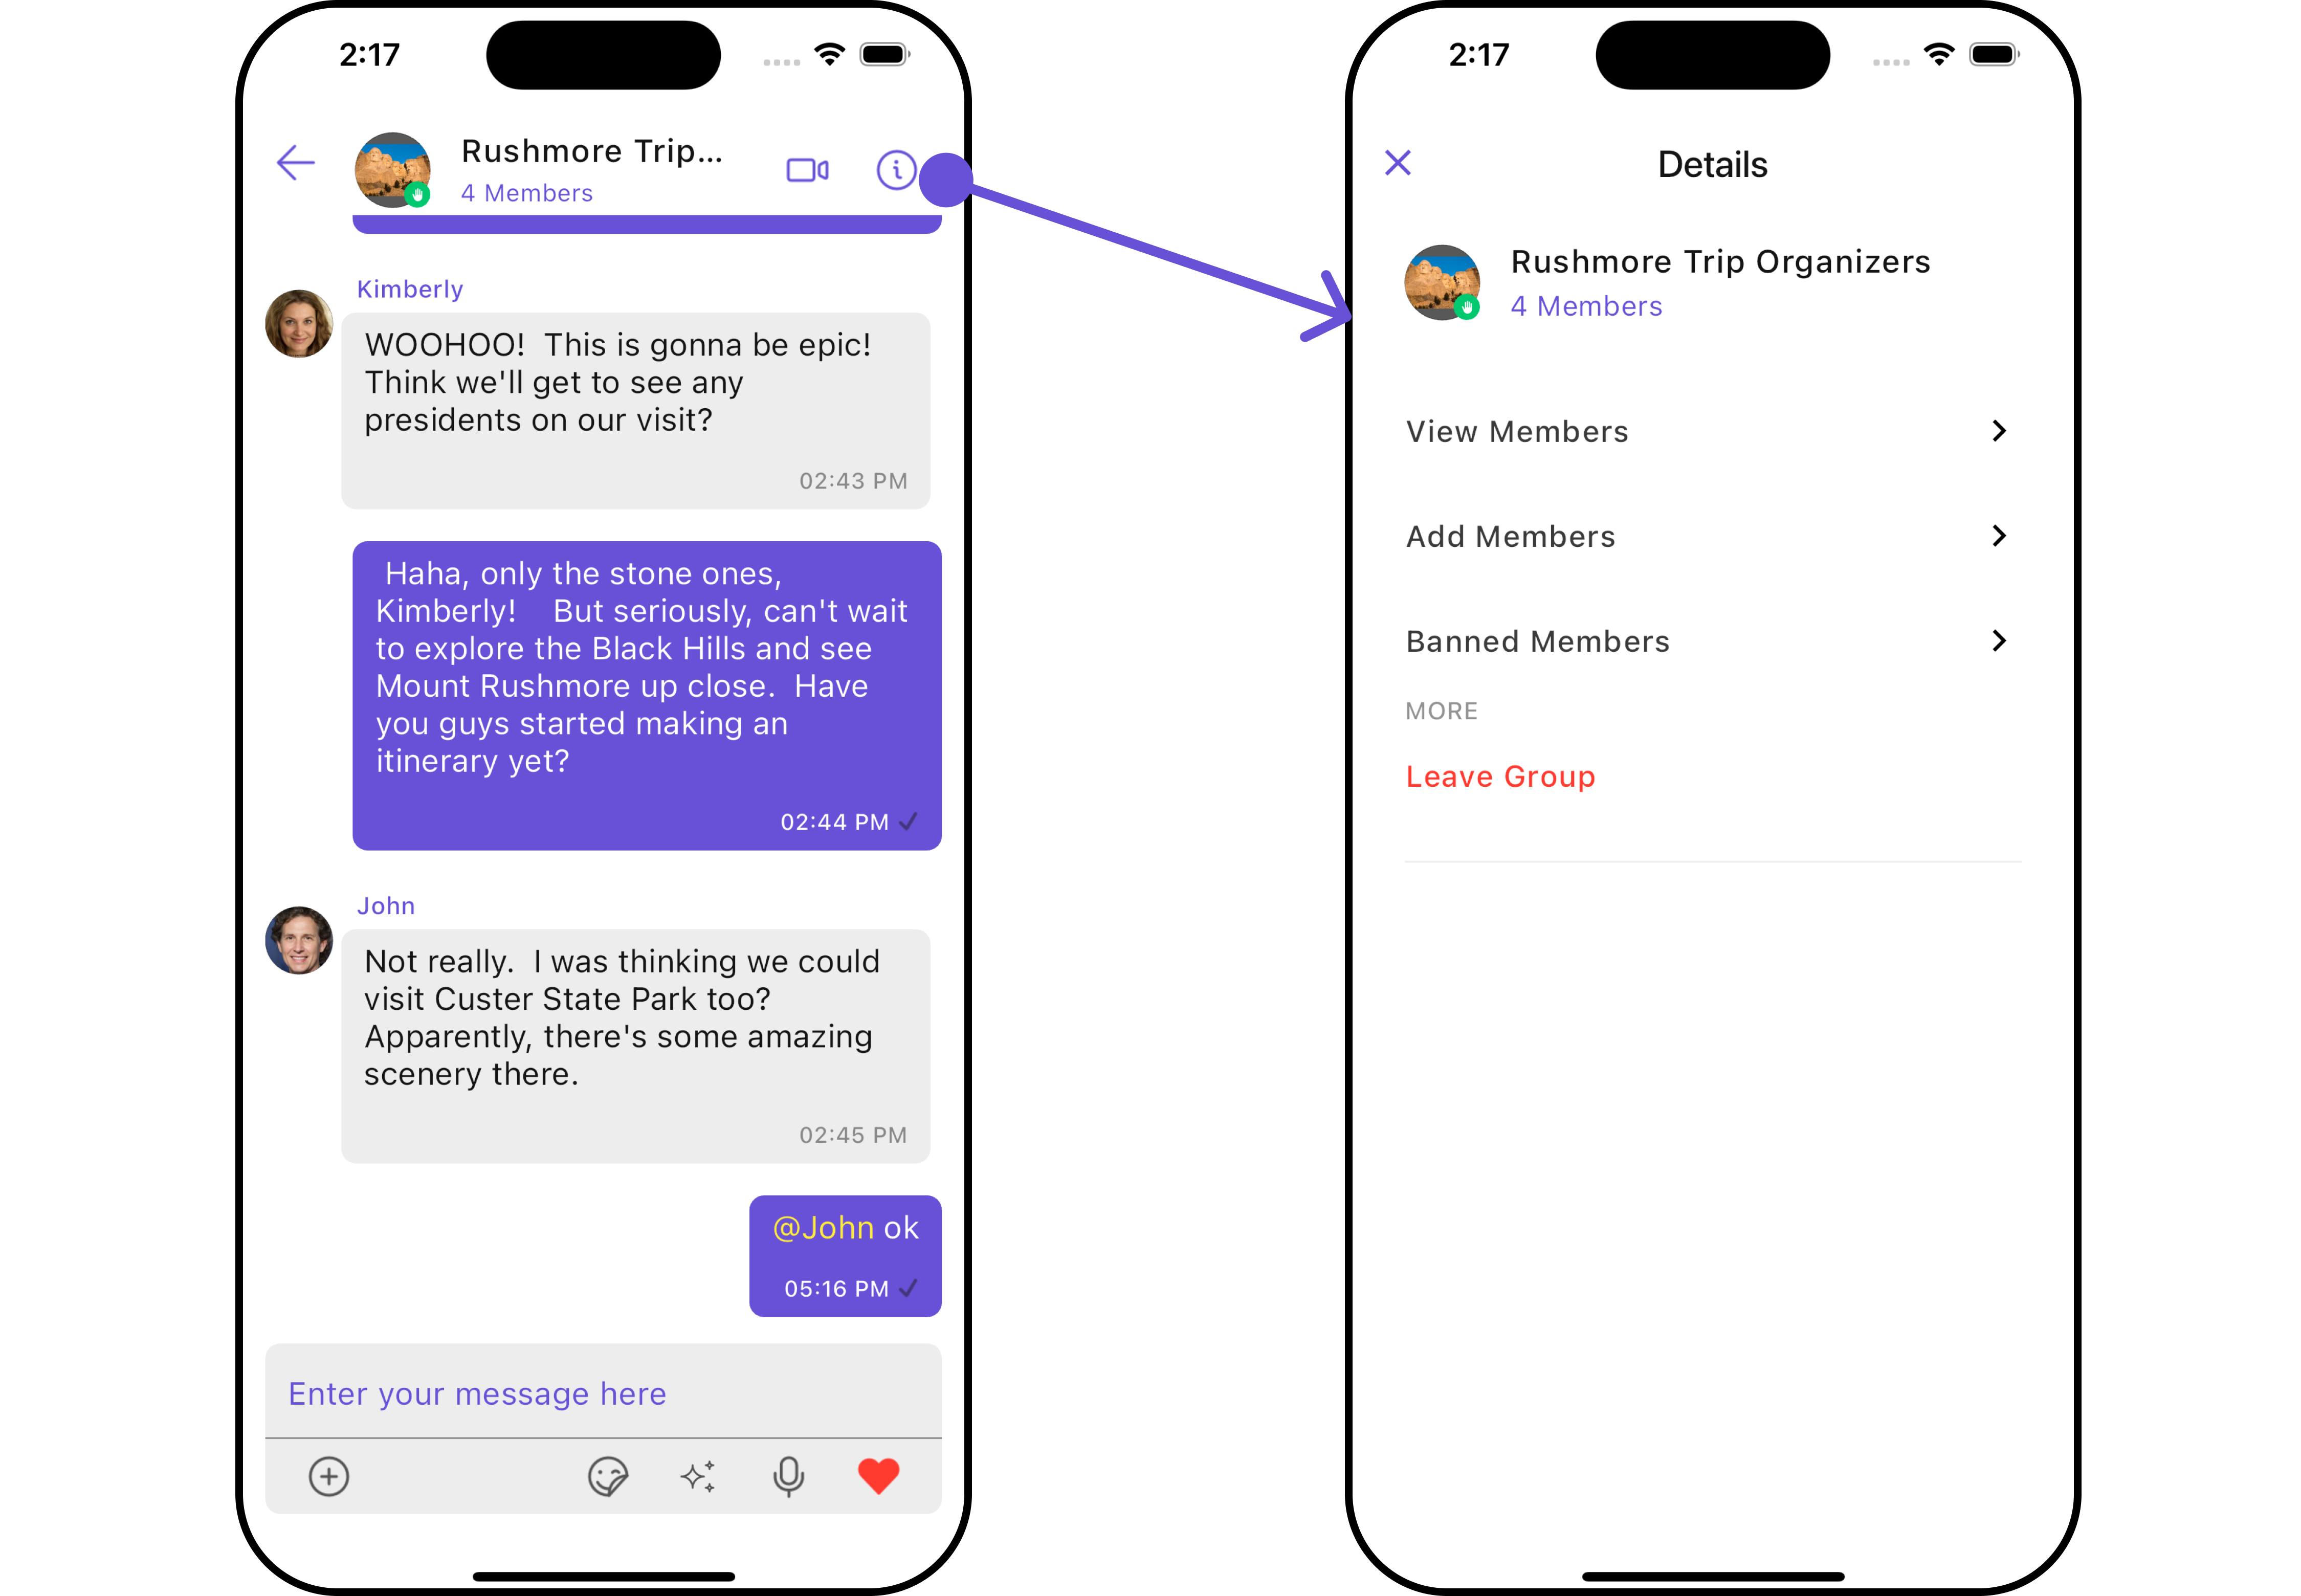 2:17
Rushmore Trip...
4 Members
Kimberly
WOOHOO!  This is gonna be epic!
Think we'll get to see any
presidents on our visit?
02:43 PM
Haha, only the stone ones,
Kimberly!    But seriously, can't wait
to explore the Black Hills and see
Mount Rushmore up close.  Have
you guys started making an
itinerary yet?
02:44 PM
John
Not really.  I was thinking we could
visit Custer State Park too?
Apparently, there's some amazing
scenery there.
02:45 PM
@John ok
05:16 PM
Enter your message here
2:17
Details
Rushmore Trip Organizers
4 Members
View Members
Add Members
Banned Members
MORE
Leave Group